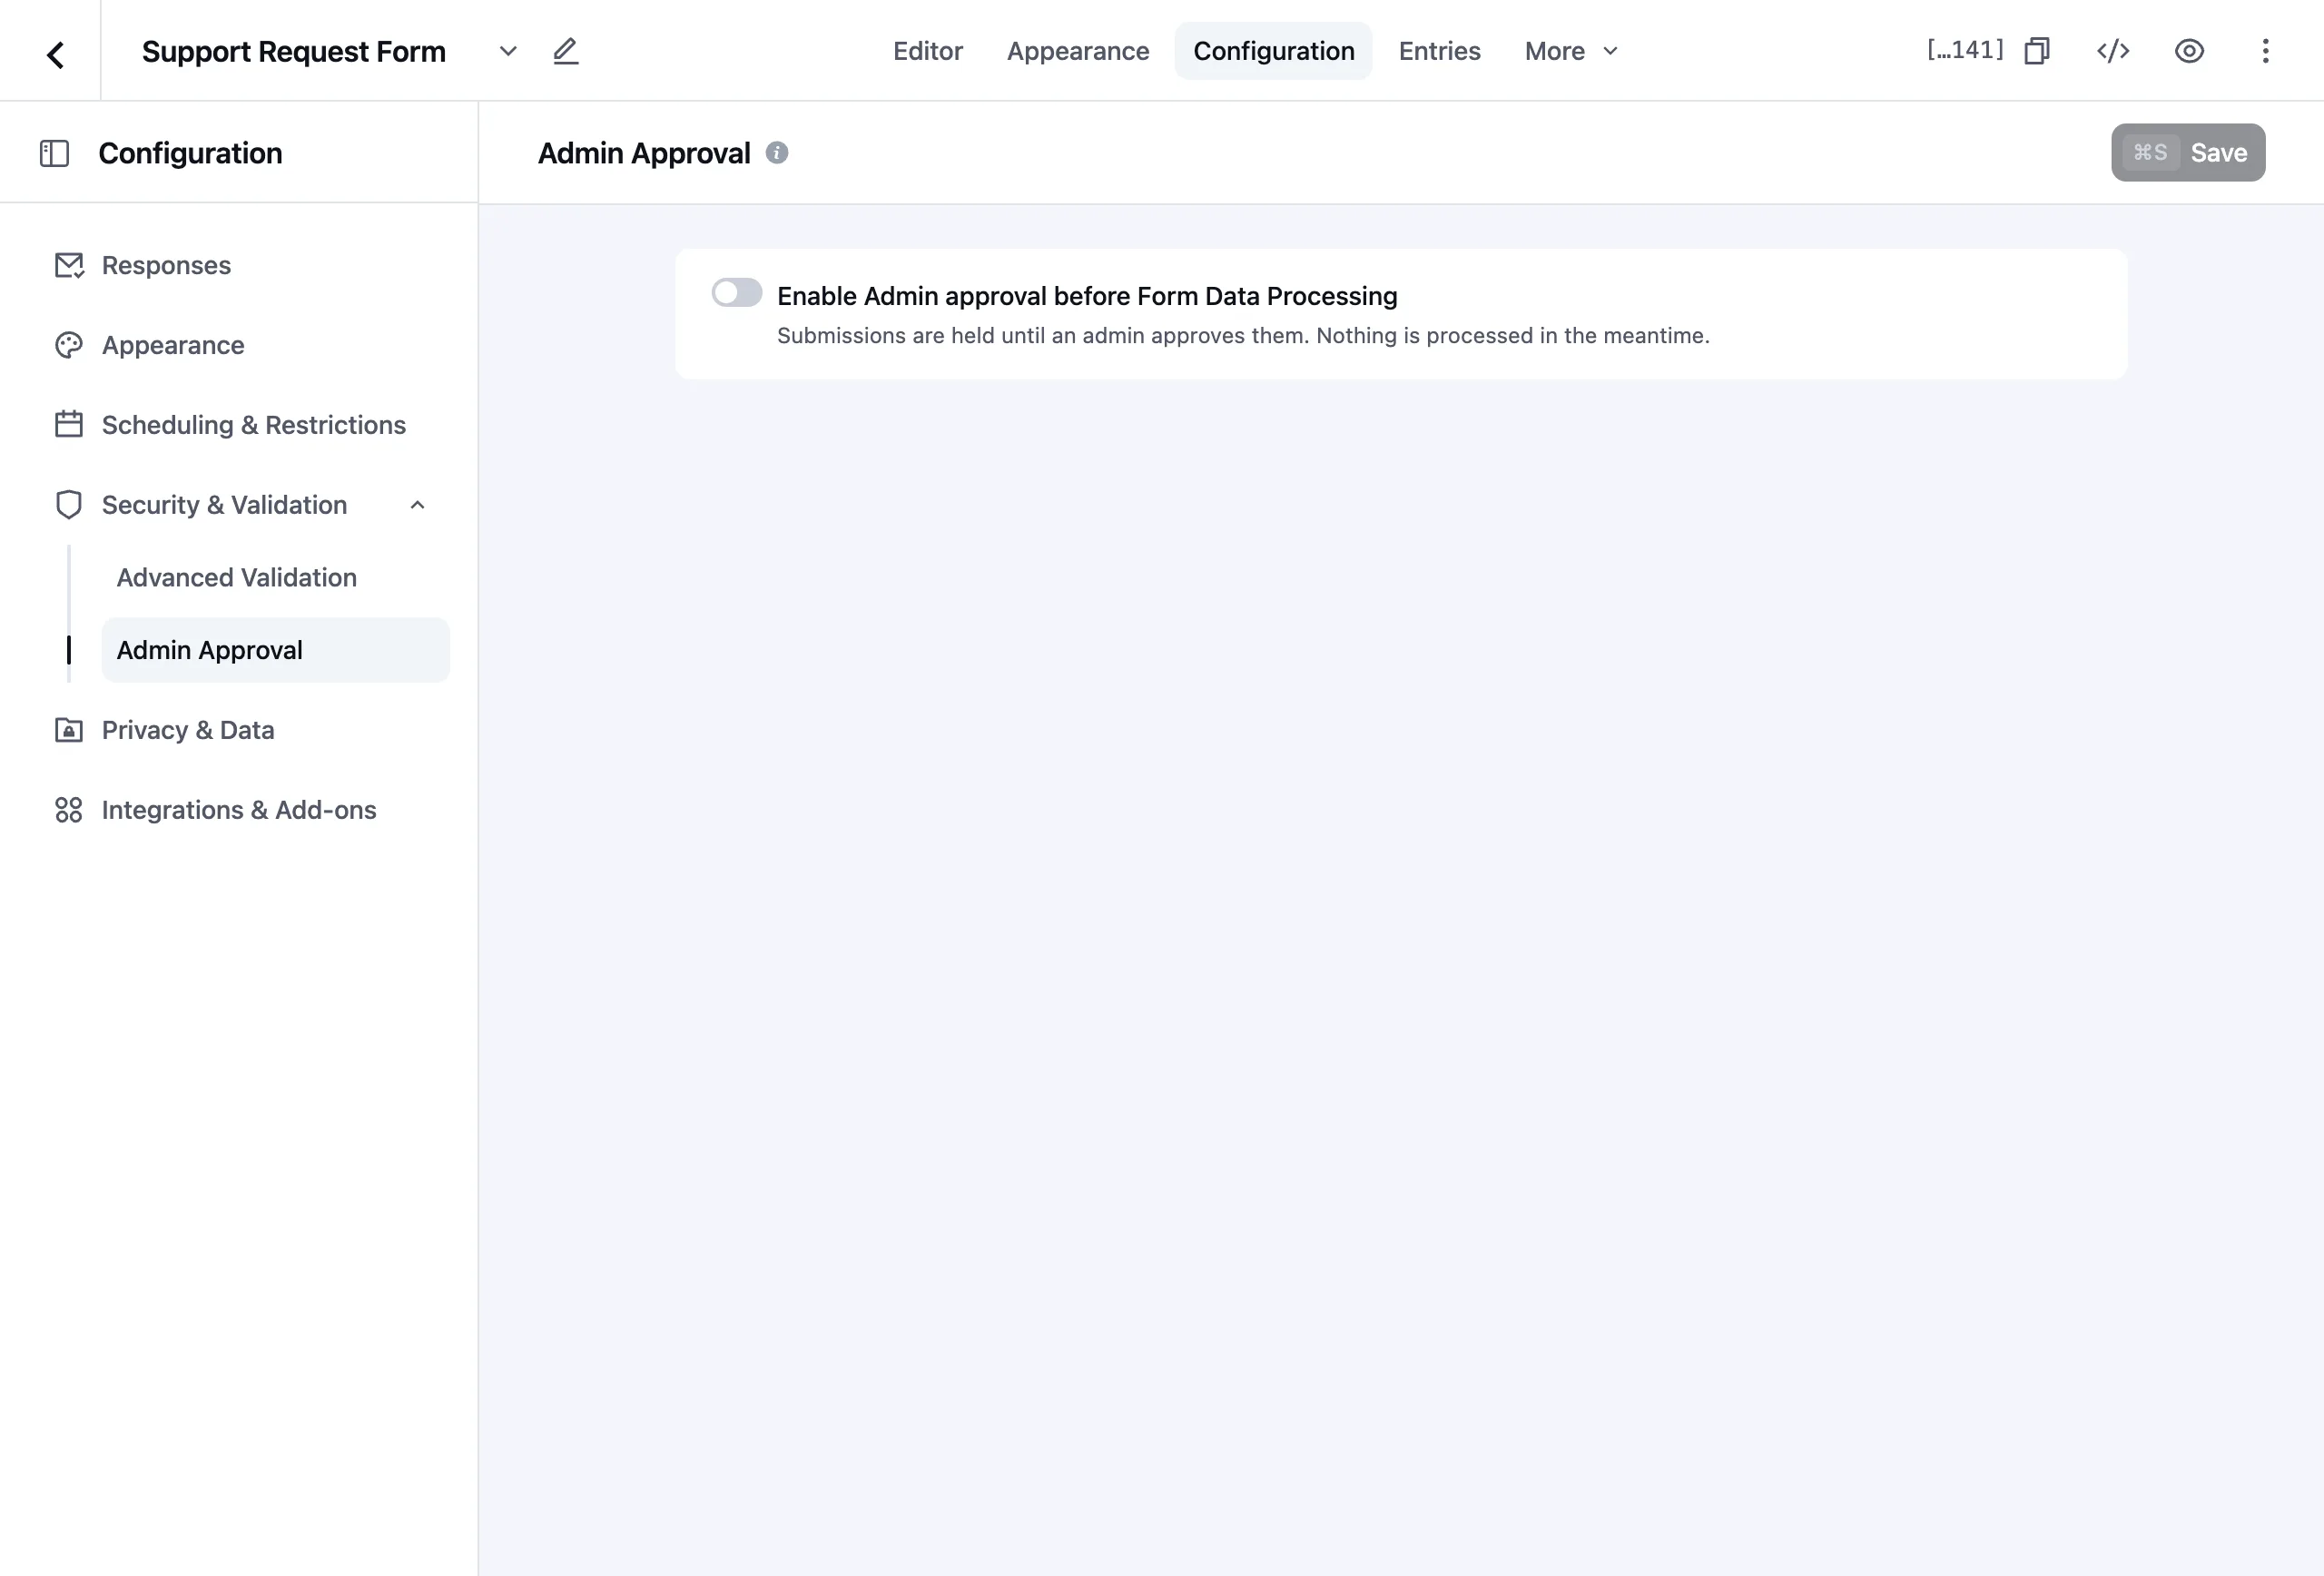 Support Request Form
Editor
Appearance
Configuration
Entries
More
[…141]
Configuration
Admin Approval
⌘S Save
Responses
Appearance
Scheduling & Restrictions
Security & Validation
Advanced Validation
Admin Approval
Privacy & Data
Integrations & Add-ons
Enable Admin approval before Form Data Processing
Submissions are held until an admin approves them. Nothing is processed in the meantime.